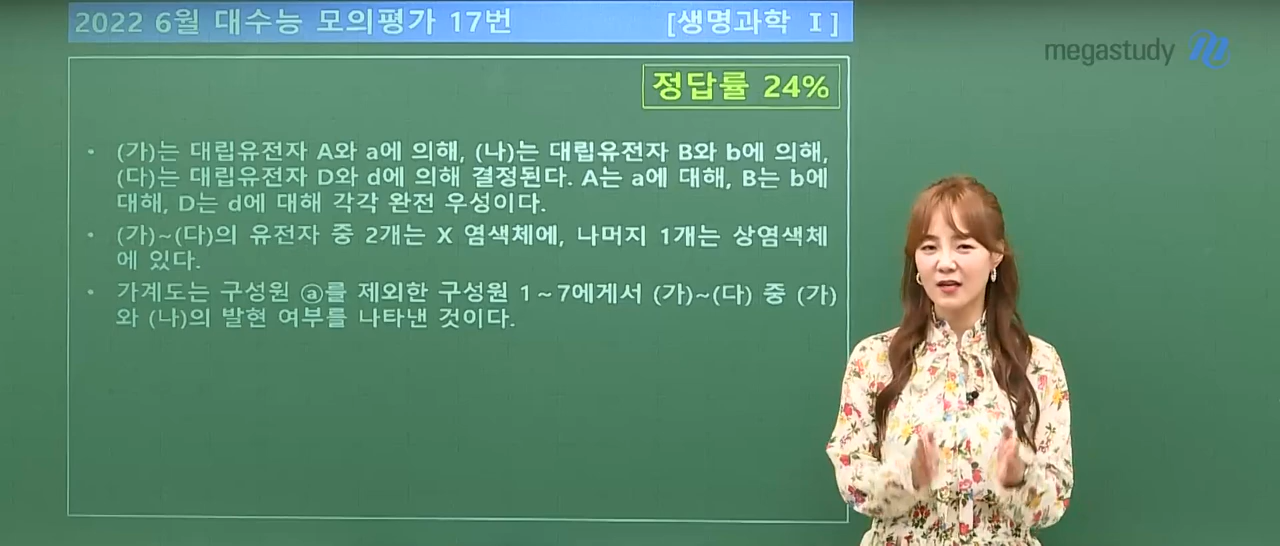 2022 6월 대수능 모의평가 17번 [생명과학 Ⅰ]
megastudy
정답률 24%
• (가)는 대립유전자 A와 a에 의해, (나)는 대립유전자 B와 b에 의해,
(다)는 대립유전자 D와 d에 의해 결정된다. A는 a에 대해, B는 b에
대해, D는 d에 대해 각각 완전 우성이다.
• (가)~(다)의 유전자 중 2개는 X 염색체에, 나머지 1개는 상염색체
에 있다.
• 가계도는 구성원 ⓐ를 제외한 구성원 1~7에게서 (가)~(다) 중 (가)
와 (나)의 발현 여부를 나타낸 것이다.